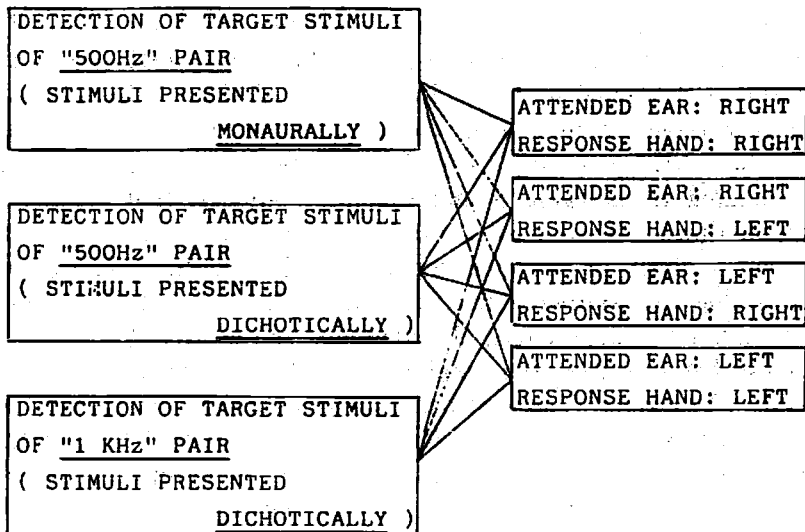 DETECTION OF TARGET STIMULI
OF "500Hz" PAIR
( STIMULI PRESENTED
MONAURALLY )
DETECTION OF TARGET STIMULI
OF "500Hz" PAIR
( STIMULI PRESENTED
DICHOTICALLY )
DETECTION OF TARGET STIMULI
OF "1 KHz" PAIR
( STIMULI PRESENTED
DICHOTICALLY )
ATTENDED EAR: RIGHT
RESPONSE HAND: RIGHT
ATTENDED EAR: RIGHT
RESPONSE HAND: LEFT
ATTENDED EAR: LEFT
RESPONSE HAND: RIGHT
ATTENDED EAR: LEFT
RESPONSE HAND: LEFT